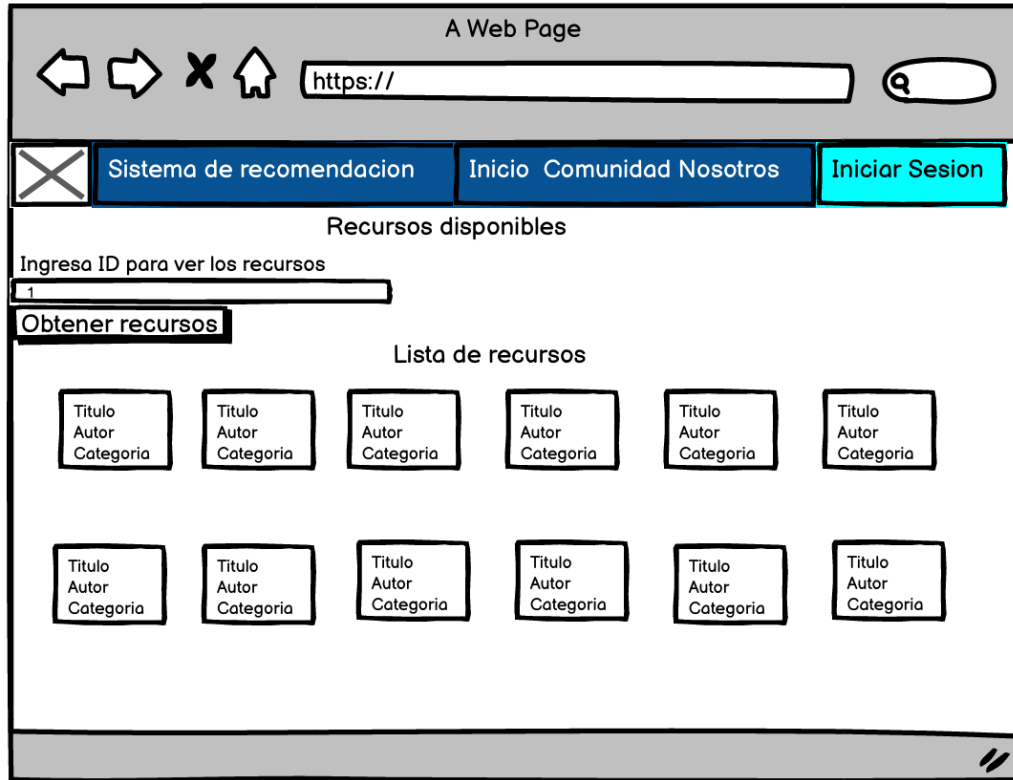 A Web Page
https://
Sistema de recomendacion Inicio Comunidad Nosotros Iniciar Sesion
Recursos disponibles
Ingresa ID para ver los recursos
1
Obtener recursos
Lista de recursos
Titulo Titulo Titulo Titulo Titulo Titulo
Autor Autor Autor Autor Autor Autor
Categoria Categoria Categoria Categoria Categoria Categoria
Titulo Titulo Titulo Titulo Titulo Titulo
Autor Autor Autor Autor Autor Autor
Categoria Categoria Categoria Categoria Categoria Categoria